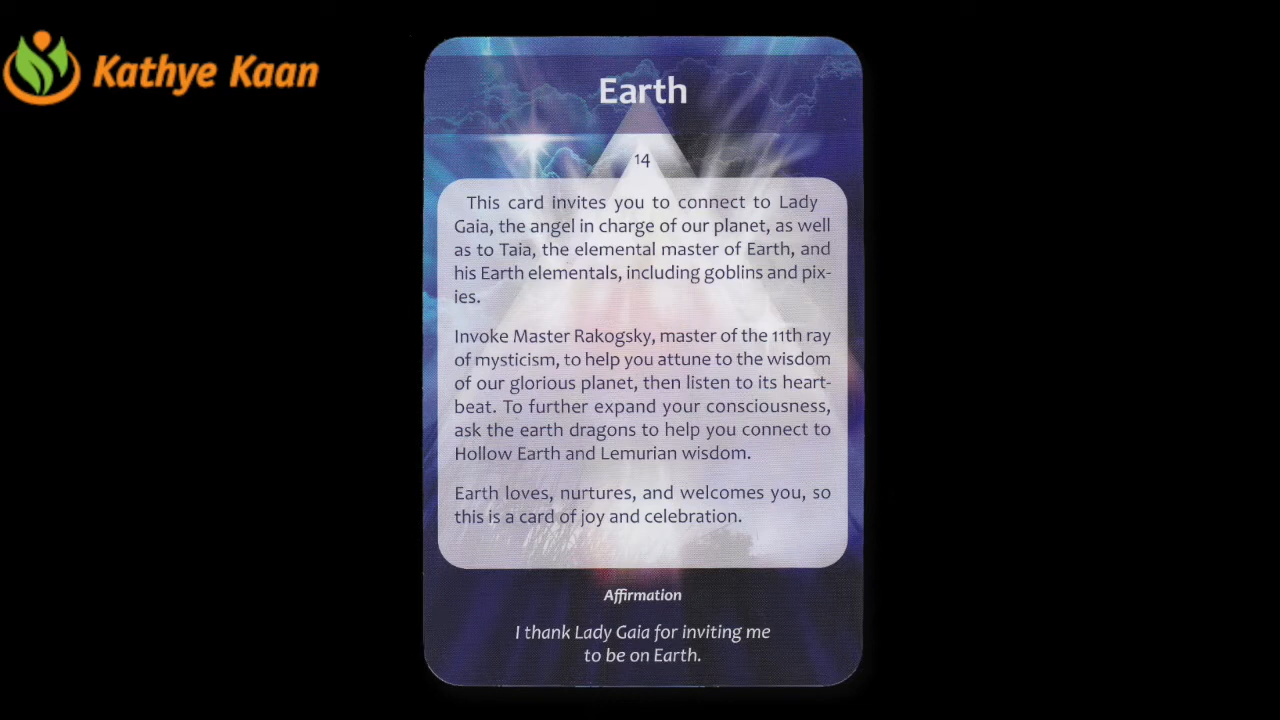 Kathye Kaan
Earth
14
This card invites you to connect to Lady
Gaia, the angel in charge of our planet, as well
as to Taia, the elemental master of Earth, and
his Earth elementals, including goblins and pix-
ies.
Invoke Master Rakogsky, master of the 11th ray
of mysticism, to help you attune to the wisdom
of our glorious planet, then listen to its heart-
beat. To further expand your consciousness,
ask the earth dragons to help you connect to
Hollow Earth and Lemurian wisdom.
Earth loves, nurtures, and welcomes you, so
this is a card of joy and celebration.
Affirmation
I thank Lady Gaia for inviting me
to be on Earth.